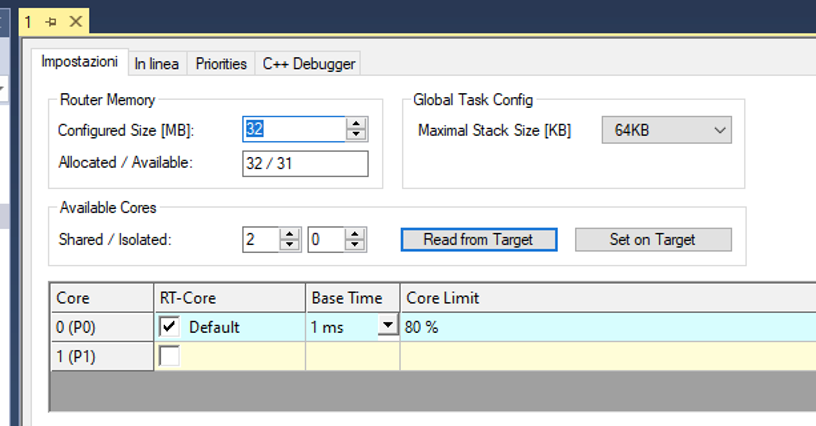 1
Impostazioni In linea Priorities C++ Debugger
Router Memory
Configured Size [MB]: 32
Allocated / Available: 32 / 31
Global Task Config
Maximal Stack Size [KB] 64KB
Available Cores
Shared / Isolated: 2 0 Read from Target Set on Target
Core RT-Core Base Time Core Limit
0 (P0) Default 1 ms 80 %
1 (P1)